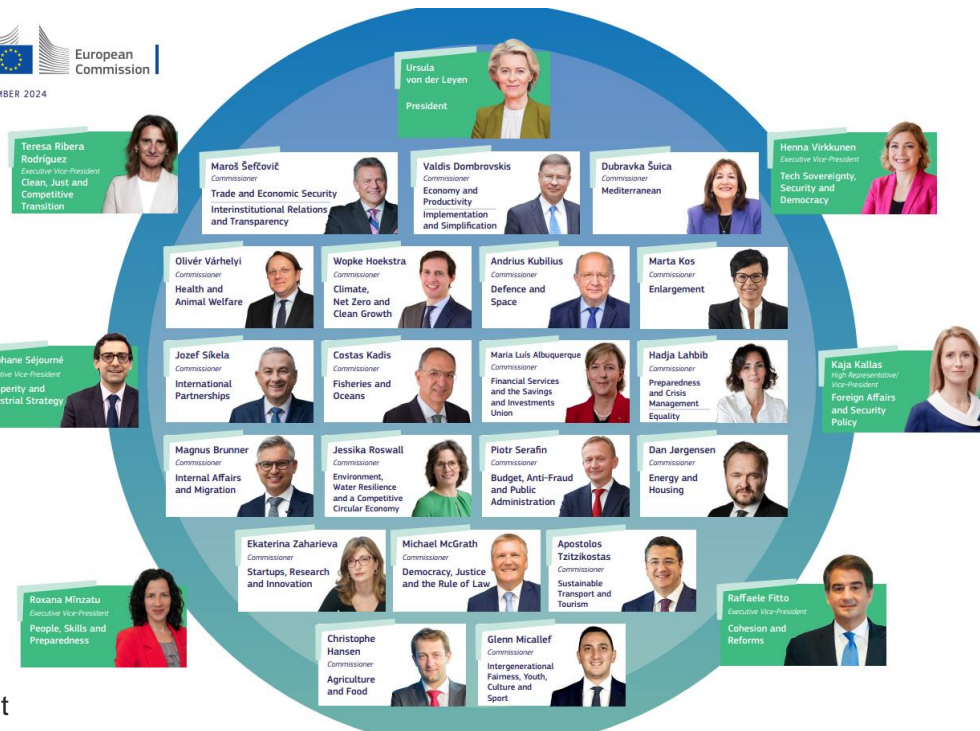 European
Commission
MBER 2024
Ursula
von der Leyen
President
Teresa Ribera
Rodríguez
Executive Vice-President
Clean, Just and
Competitive
Transition
Maroš Šefčovič
Commissioner
Trade and Economic Security
Interinstitutional Relations
and Transparency
Valdis Dombrovskis
Commissioner
Economy and
Productivity
Implementation
and Simplification
Dubravka Šuica
Commissioner
Mediterranean
Henna Virkkunen
Executive Vice-President
Tech Sovereignty,
Security and
Democracy
Olivér Várhelyi
Commissioner
Health and
Animal Welfare
Wopke Hoekstra
Commissioner
Climate,
Net Zero and
Clean Growth
Andrius Kubilius
Commissioner
Defence and
Space
Marta Kos
Commissioner
Enlargement
phane Séjourné
tive Vice-President
sperity and
strial Strategy
Jozef Síkela
Commissioner
International
Partnerships
Costas Kadis
Commissioner
Fisheries and
Oceans
Maria Luís Albuquerque
Commissioner
Financial Services
and the Savings
and Investments
Union
Hadja Lahbib
Commissioner
Preparedness
and Crisis
Management
Equality
Kaja Kallas
High Representative/
Vice-President
Foreign Affairs
and Security
Policy
Magnus Brunner
Commissioner
Internal Affairs
and Migration
Jessika Roswall
Commissioner
Environment,
Water Resilience
and a Competitive
Circular Economy
Piotr Serafin
Commissioner
Budget, Anti-Fraud
and Public
Administration
Dan Jørgensen
Commissioner
Energy and
Housing
Ekaterina Zaharieva
Commissioner
Startups, Research
and Innovation
Michael McGrath
Commissioner
Democracy, Justice
and the Rule of Law
Apostolos
Tzitzikostas
Commissioner
Sustainable
Transport and
Tourism
Roxana Mînzatu
Executive Vice-President
People, Skills and
Preparedness
Raffaele Fitto
Executive Vice-President
Cohesion and
Reforms
Christophe
Hansen
Commissioner
Agriculture
and Food
Glenn Micallef
Commissioner
Intergenerational
Fairness, Youth,
Culture and
Sport
t